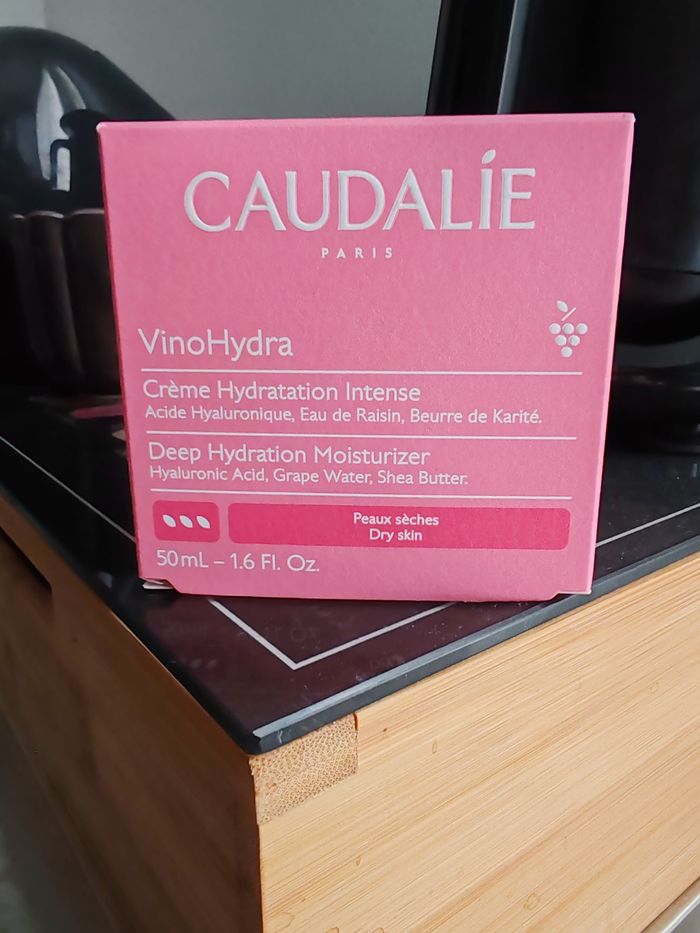 CAUDALÍE
PARIS
VinoHydra
Crème Hydratation Intense
Acide Hyaluronique, Eau de Raisin, Beurre de Karité.
Deep Hydration Moisturizer
Hyaluronic Acid, Grape Water, Shea Butter.
Peaux sèches
Dry skin
50mL – 1.6 Fl. Oz.